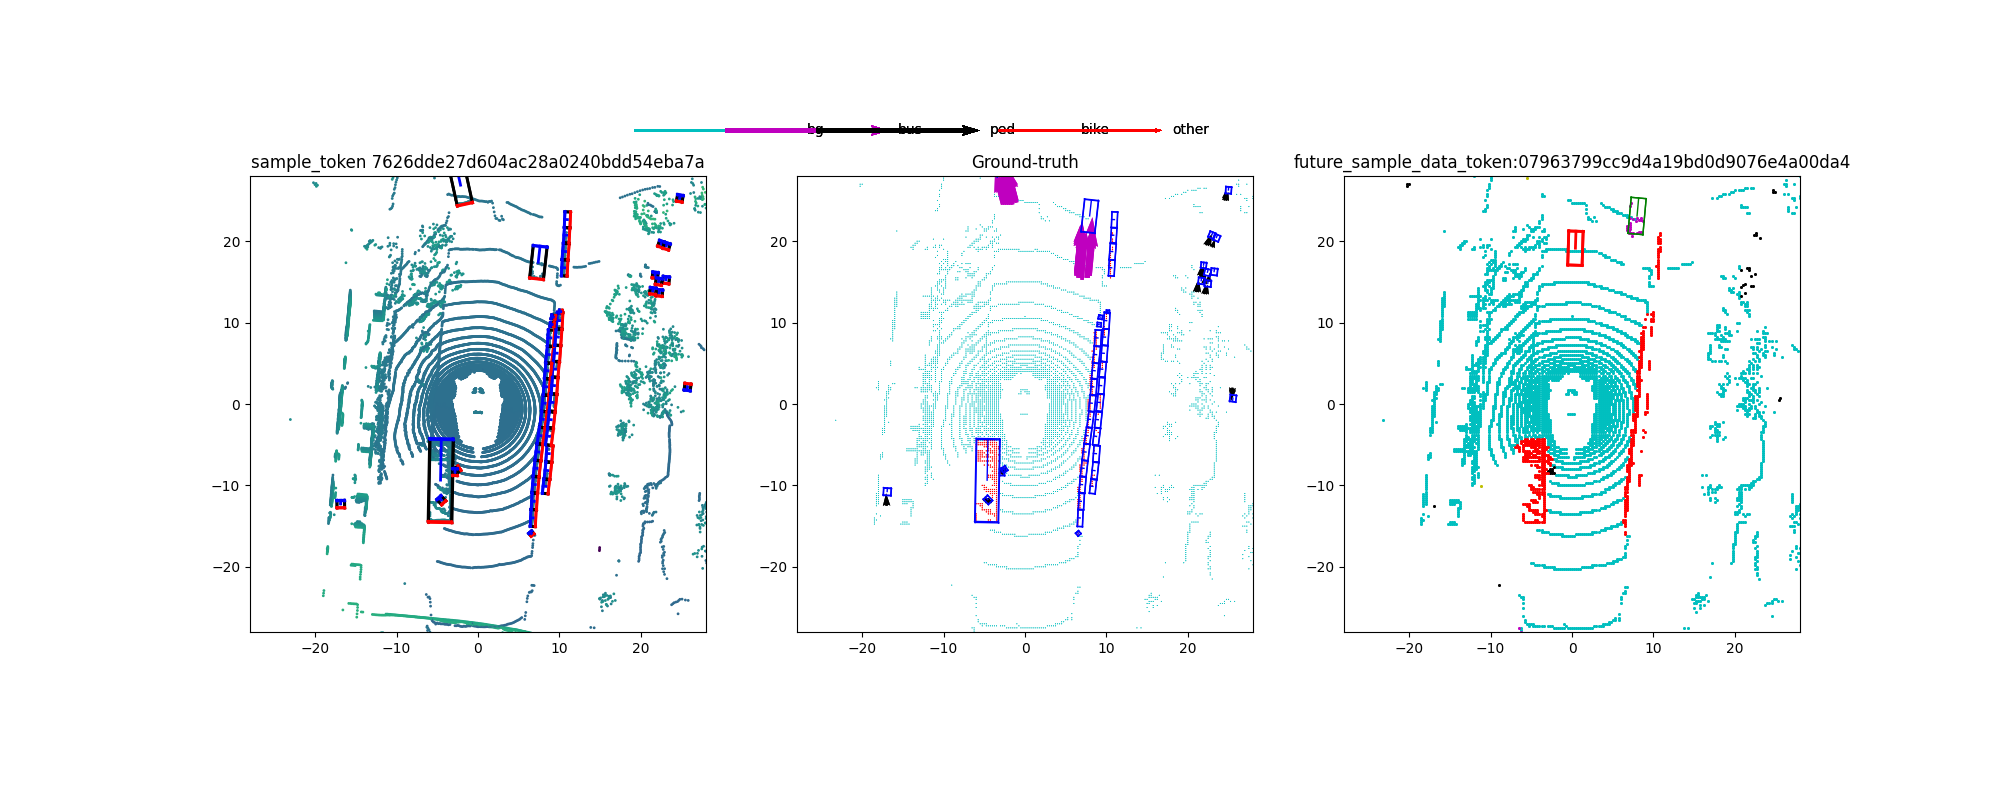 bg bus ped bike other
sample_token 7626dde27d604ac28a0240bdd54eba7a
Ground-truth
future_sample_data_token:07963799cc9d4a19bd0d9076e4a00da4
20
10
0
−10
−20
−20 −10 0 10 20
20
10
0
−10
−20
−20 −10 0 10 20
20
10
0
−10
−20
−20 −10 0 10 20